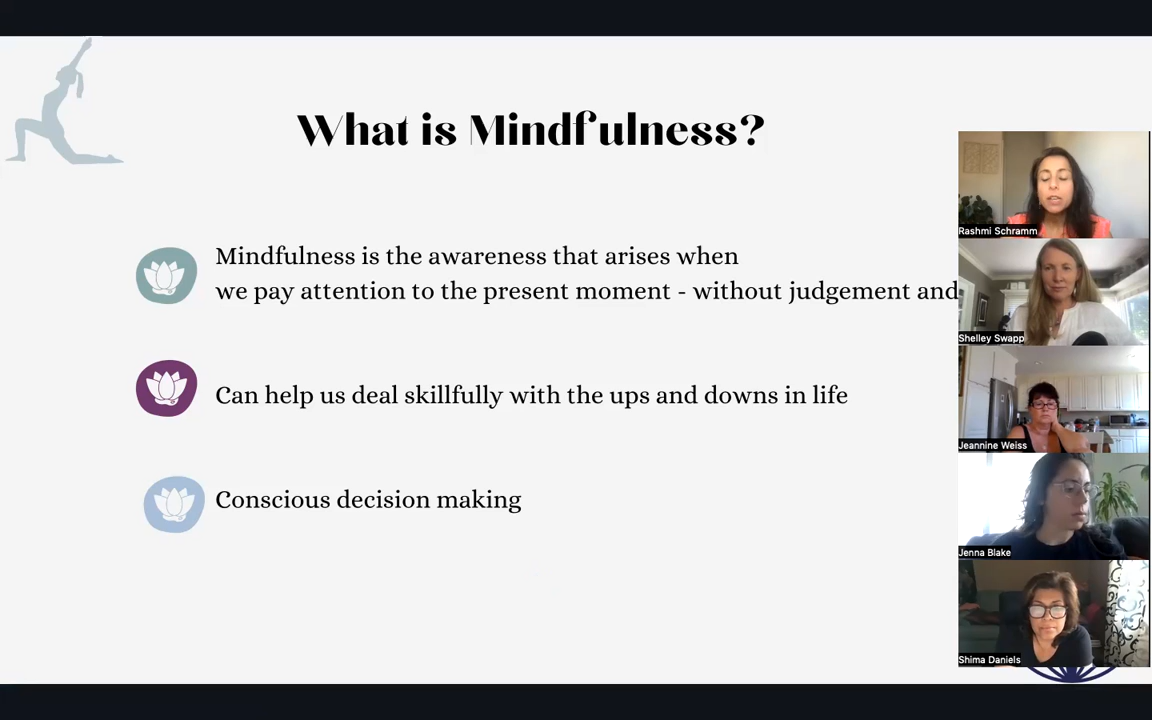 What is Mindfulness?
Mindfulness is the awareness that arises when
we pay attention to the present moment - without judgement and
Can help us deal skillfully with the ups and downs in life
Conscious decision making
Rashmi Schramm
Shelley Swapp
Jeannine Weiss
Jenna Blake
Shima Daniels